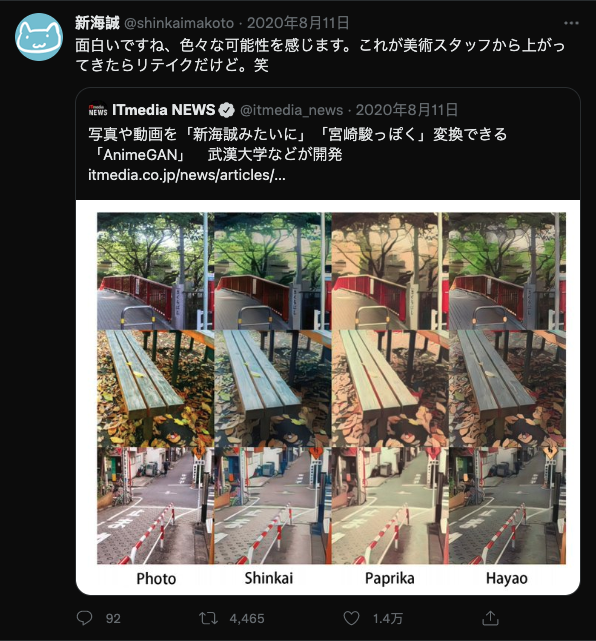 新海誠 @shinkaimakoto · 2020年8月11日
面白いですね、色々な可能性を感じます。これが美術スタッフから上がっ
てきたらリテイクだけど。笑
ITmedia NEWS
ITmedia NEWS @itmedia_news · 2020年8月11日
写真や動画を「新海誠みたいに」「宮崎駿っぽく」変換できる
「AnimeGAN」　武漢大学などが開発
itmedia.co.jp/news/articles/...
Photo Shinkai Paprika Hayao
92 4,465 1.4万